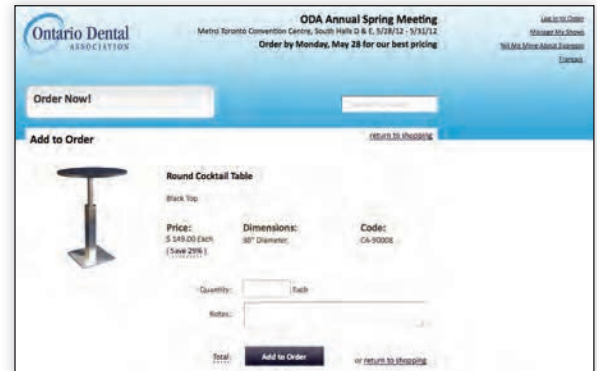 Ontario Dental
ASSOCIATION
ODA Annual Spring Meeting
Metro Toronto Convention Centre, South Halls D & E, 5/28/12 - 5/31/12
Order by Monday, May 28 for our best pricing
Log In to Order
Manage My Shows
Tell Me More About Expresso
Français
Order Now!
Add to Order
return to shopping
Round Cocktail Table
Black Top
Price:
Dimensions:
Code:
$ 149.00 Each
30" Diameter
CA-90008
(Save 29%)
Quantity:
Each
Notes:
Total:
Add to Order
or return to shopping